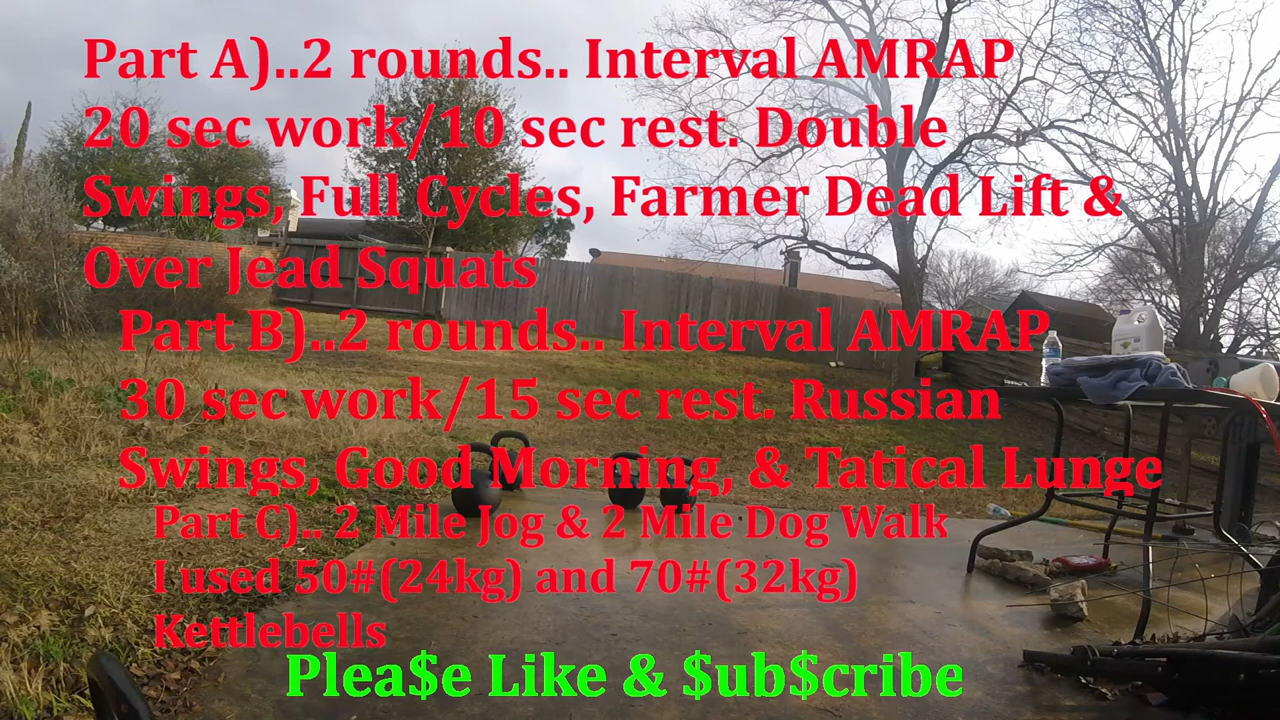 Part A)..2 rounds.. Interval AMRAP
20 sec work/10 sec rest. Double
Swings, Full Cycles, Farmer Dead Lift &
Over Jead Squats
Part B)..2 rounds.. Interval AMRAP
30 sec work/15 sec rest. Russian
Swings, Good Morning, & Tatical Lunge
Part C).. 2 Mile Jog & 2 Mile Dog Walk
I used 50#(24kg) and 70#(32kg)
Kettlebells
Plea$e Like & $ub$cribe